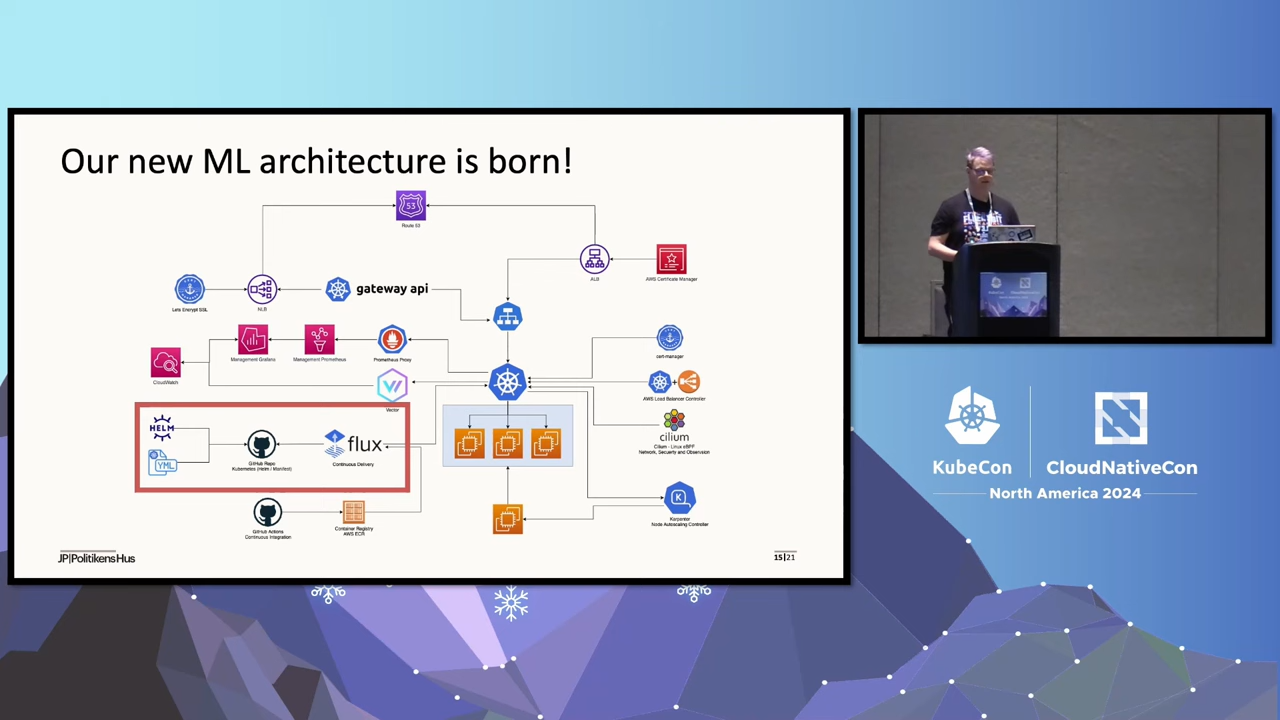 Our new ML architecture is born!
53
Route 53
ALB
AWS Certificate Manager
Lets Encrypt SSL
NLB
gateway api
Management Grafana
Management Prometheus
Prometheus Proxy
CloudWatch
Vector
cert-manager
+
AWS Load Balancer Controller
cilium
Cilium - Linux eBPF
Network, Security and Observation
HELM
YML
GitHub Repo
Kubernetes (Helm / Manifest)
flux
Continuous Delivery
GitHub Actions
Continuous Integration
Container Registry
AWS ECR
K
Karpenter
Node Autoscaling Controller
JP|PolitikensHus
15|21
KubeCon
CloudNativeCon
North America 2024